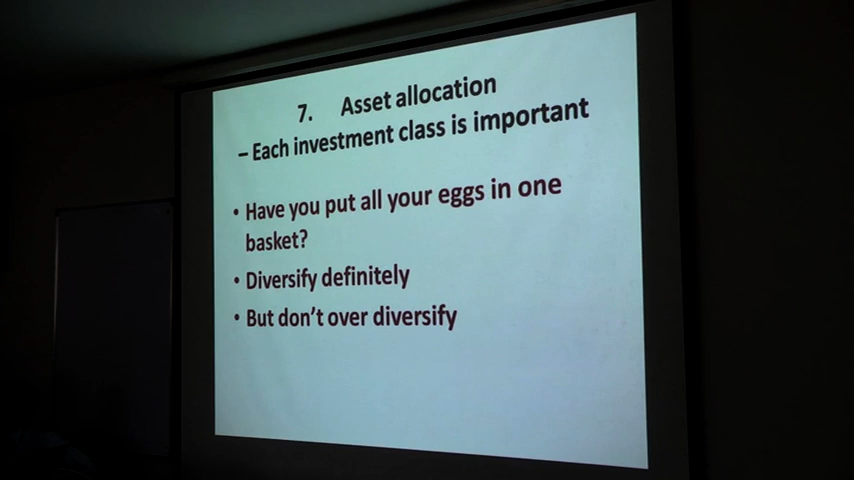 7. Asset allocation
– Each investment class is important
• Have you put all your eggs in one
basket?
• Diversify definitely
• But don't over diversify